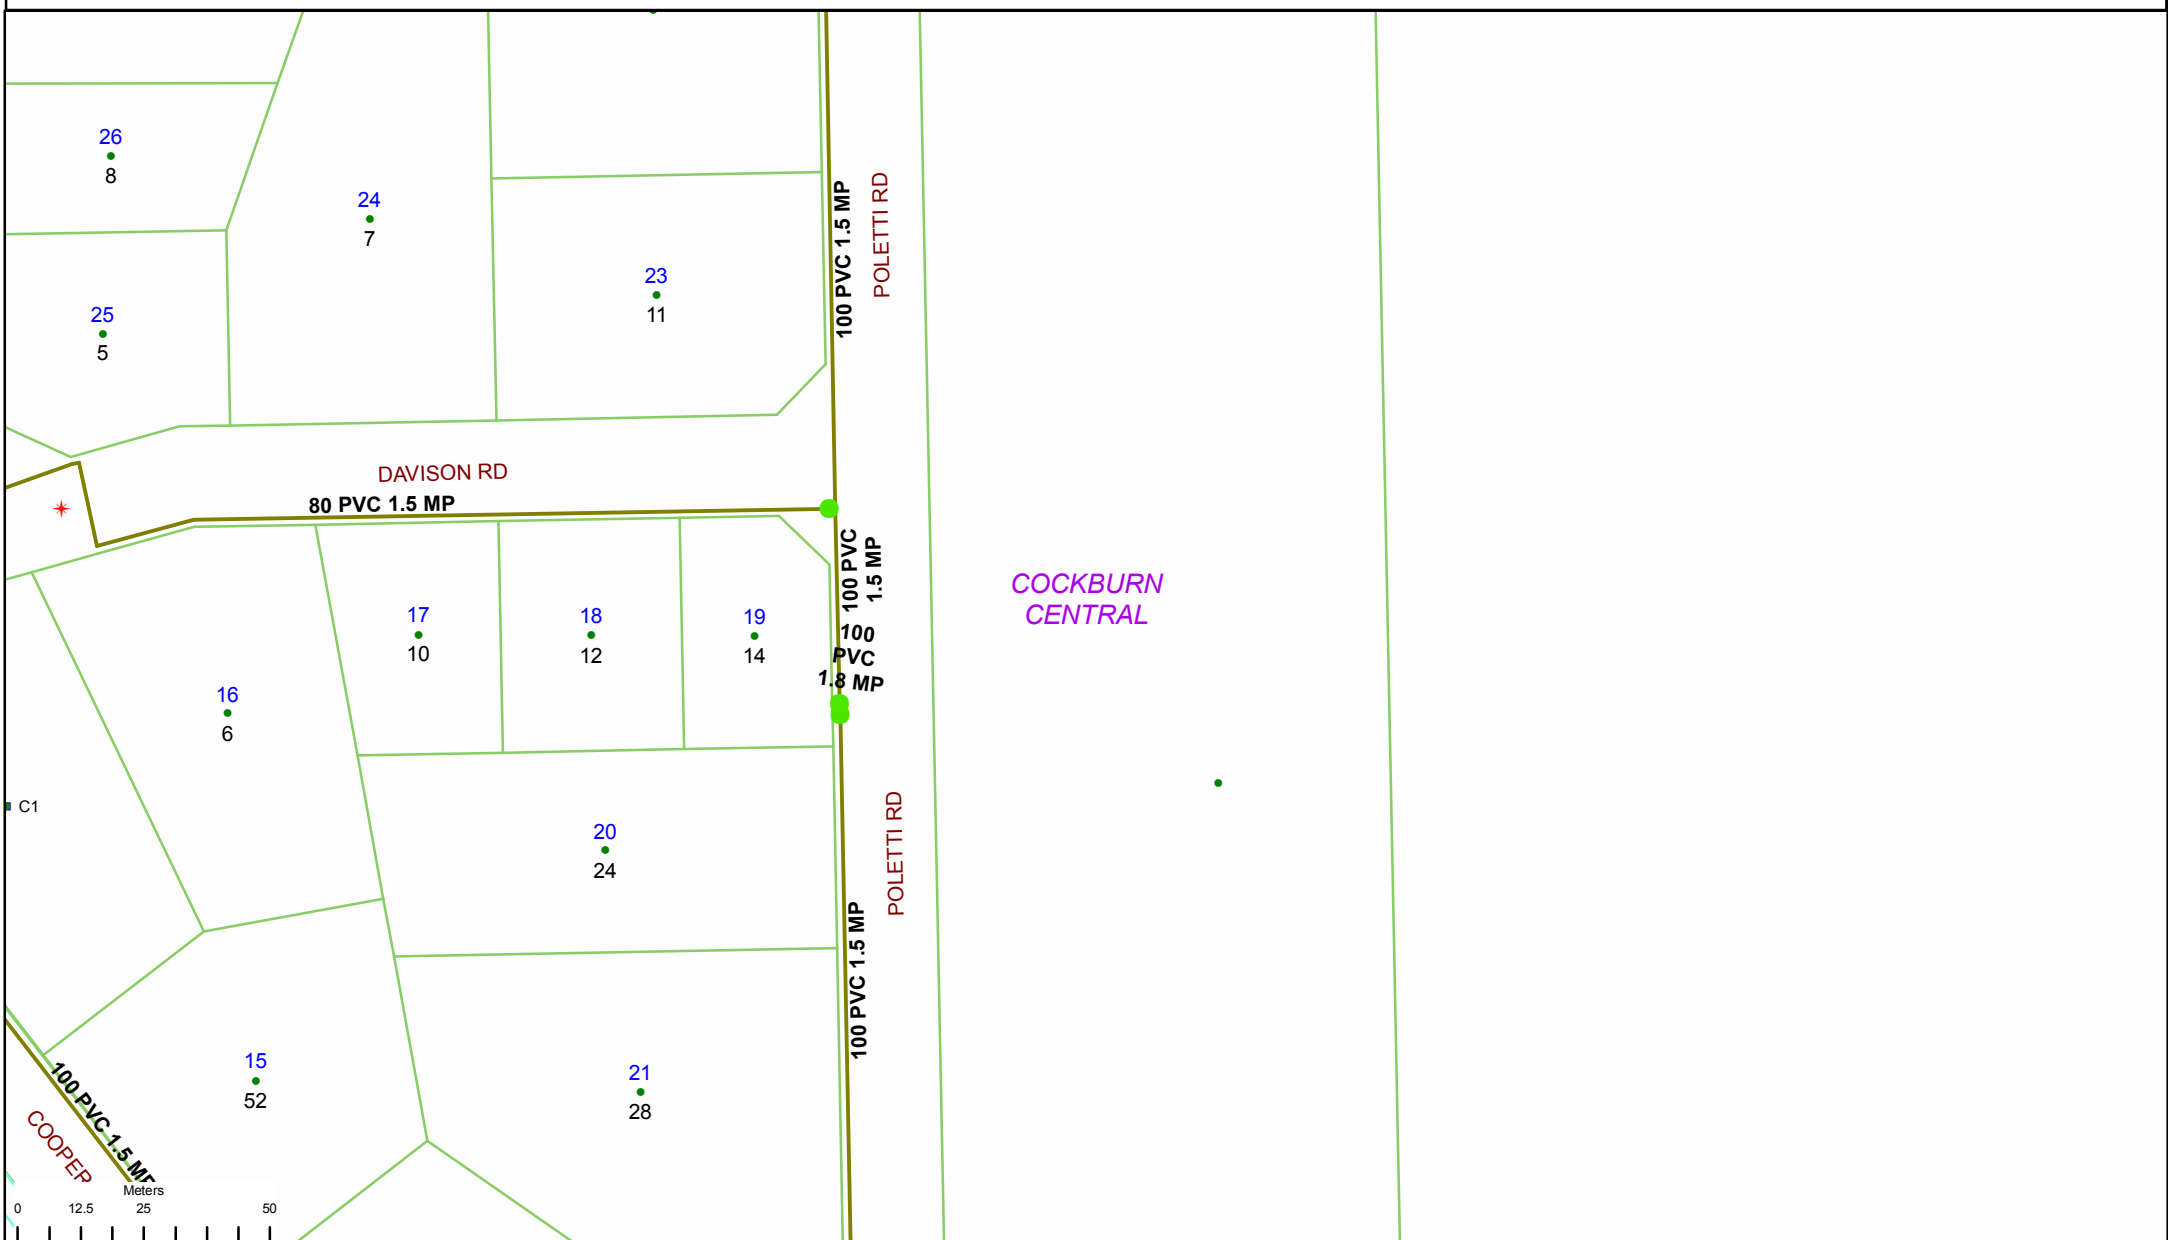 26
8
24
7
23
11
25
5
100 PVC 1.5 MP
POLETTI RD
DAVISON RD
80 PVC 1.5 MP
100 PVC
1.5 MP
100
PVC
1.8 MP
COCKBURN
CENTRAL
17
10
18
12
19
14
16
6
C1
20
24
POLETTI RD
100 PVC 1.5 MP
15
52
21
28
100 PVC 1.5 MP
COOPER
Meters
0 12.5 25 50